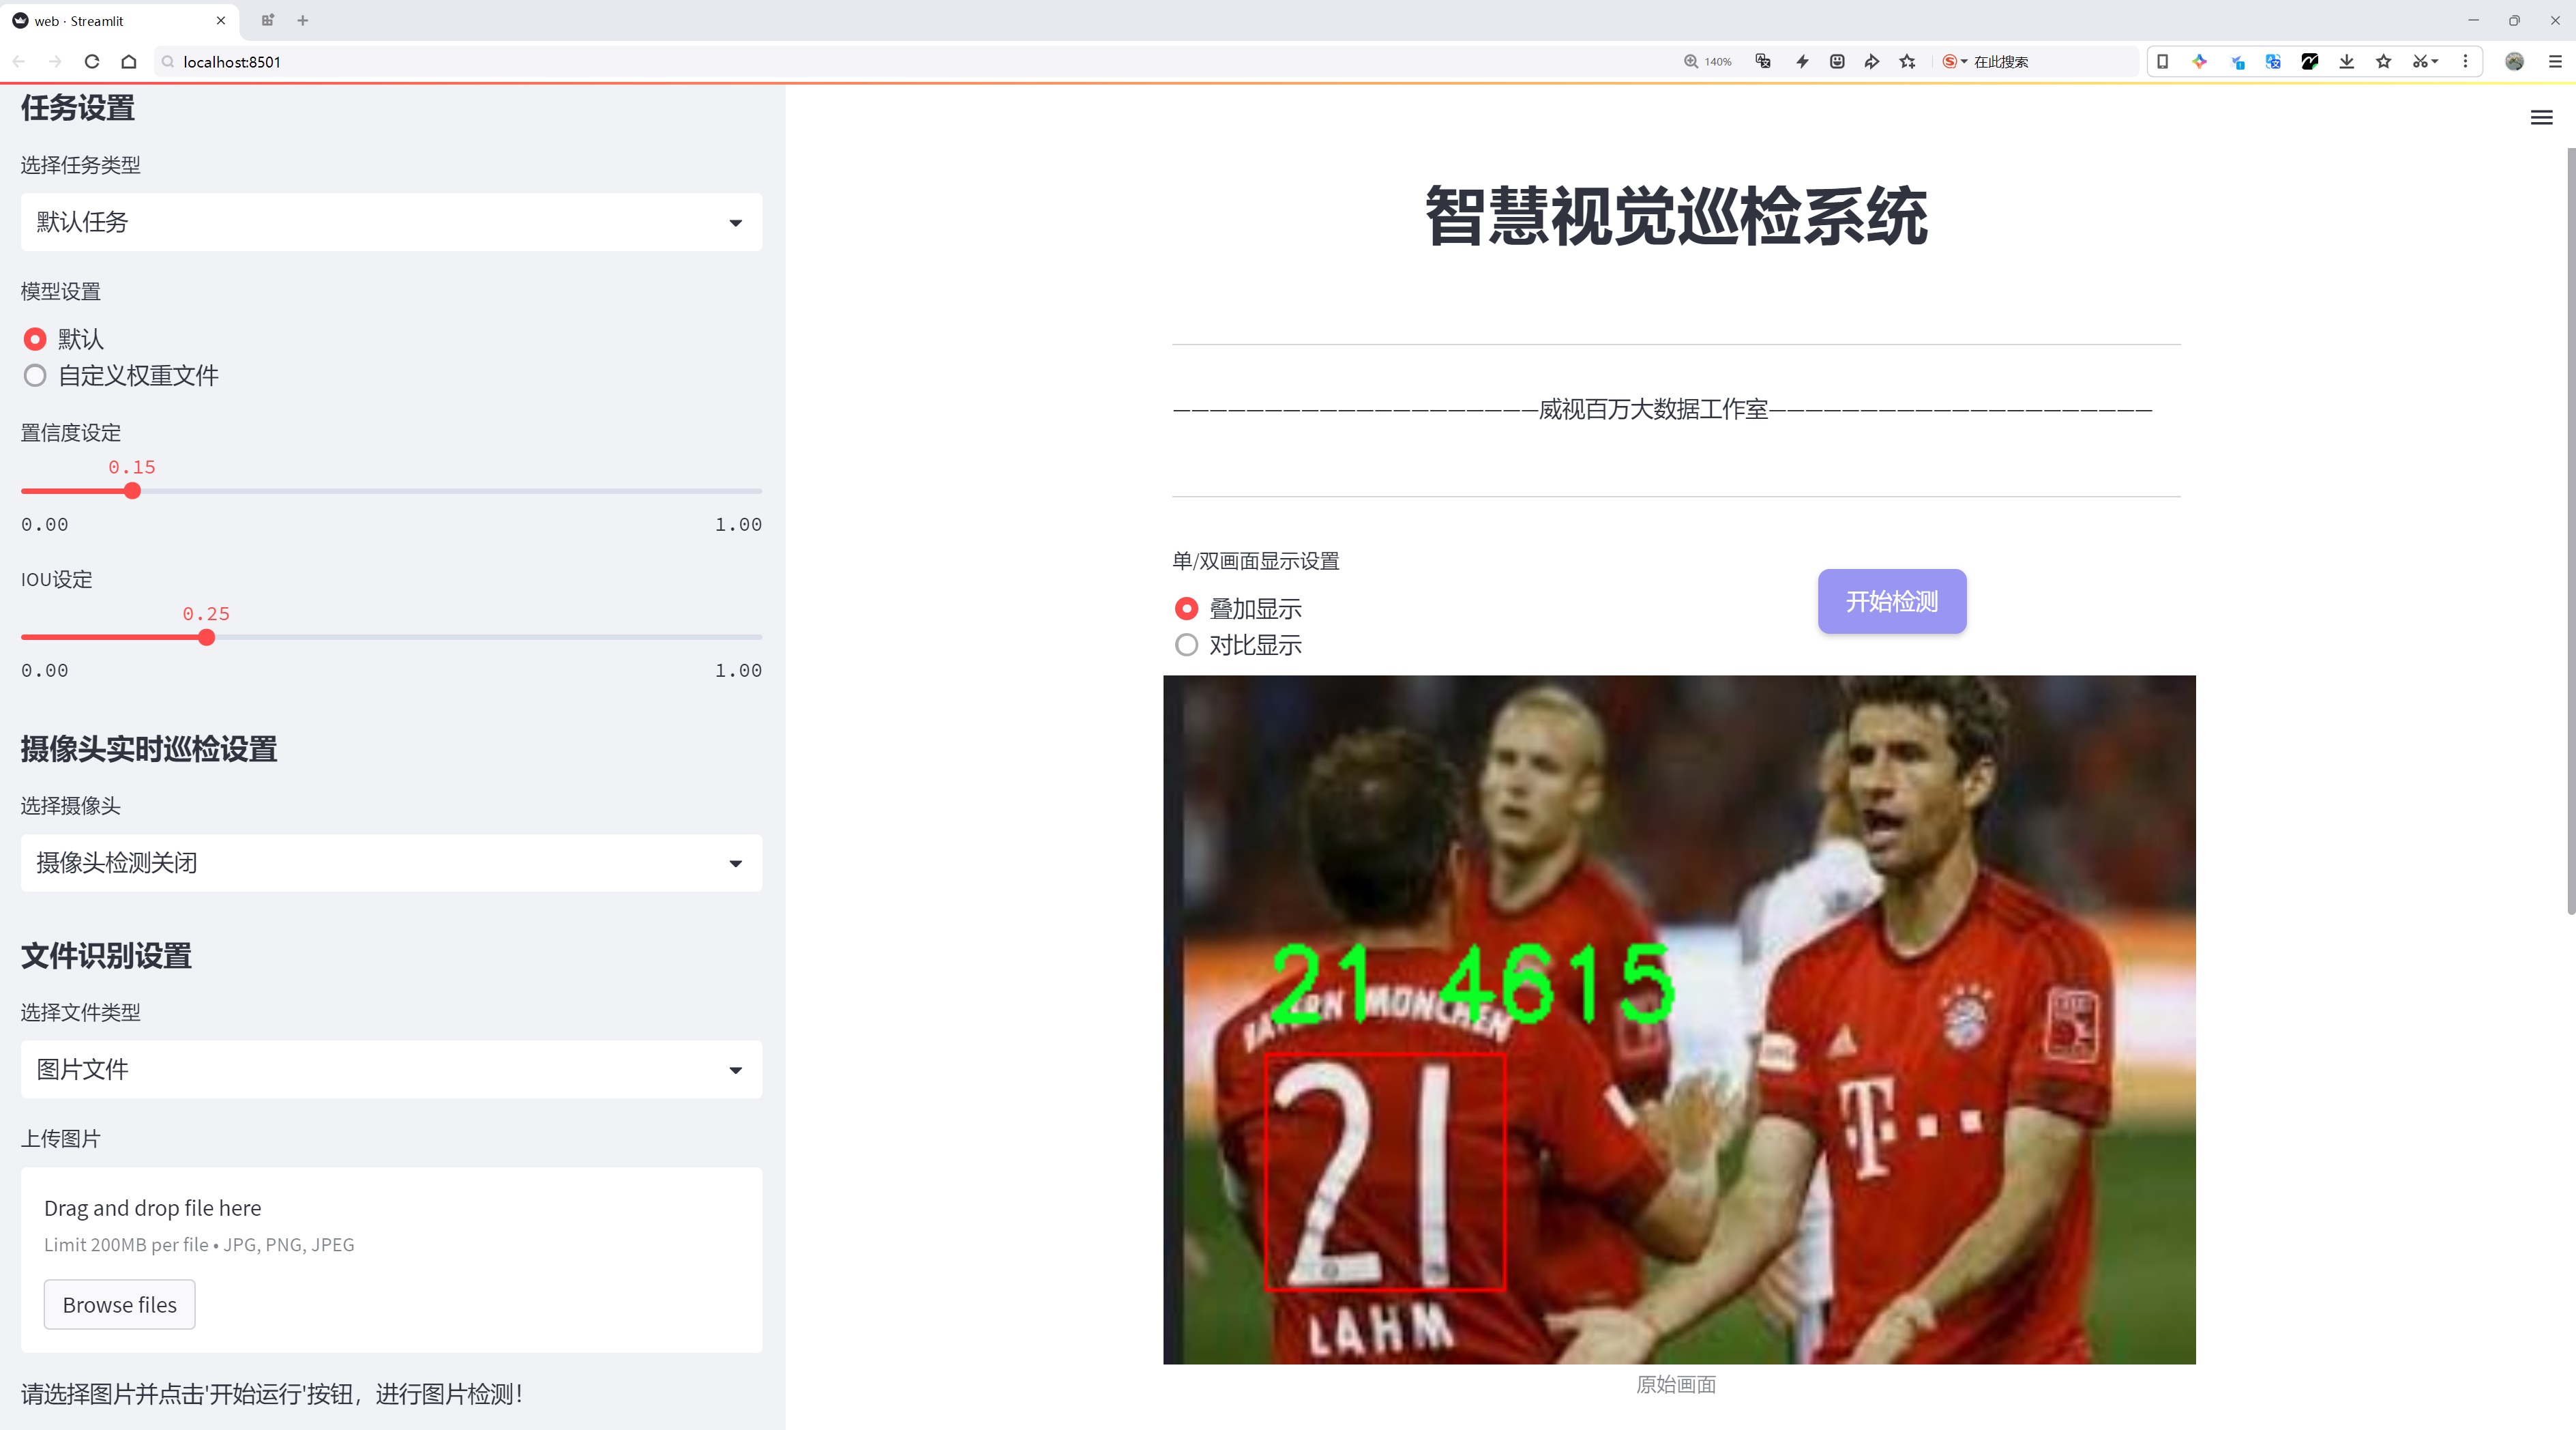 web · Streamlit
localhost:8501
140%
在此搜索
任务设置
选择任务类型
默认任务
模型设置
默认
自定义权重文件
置信度设定
0.15
0.00
1.00
IOU设定
0.25
0.00
1.00
摄像头实时巡检设置
选择摄像头
摄像头检测关闭
文件识别设置
选择文件类型
图片文件
上传图片
Drag and drop file here
Limit 200MB per file • JPG, PNG, JPEG
Browse files
请选择图片并点击'开始运行'按钮，进行图片检测！
智慧视觉巡检系统
————————————————————威视百万大数据工作室—————————————————————
单/双画面显示设置
叠加显示
对比显示
开始检测
21 4615
BAYERN MÜNCHEN
21
LAHM
T
原始画面